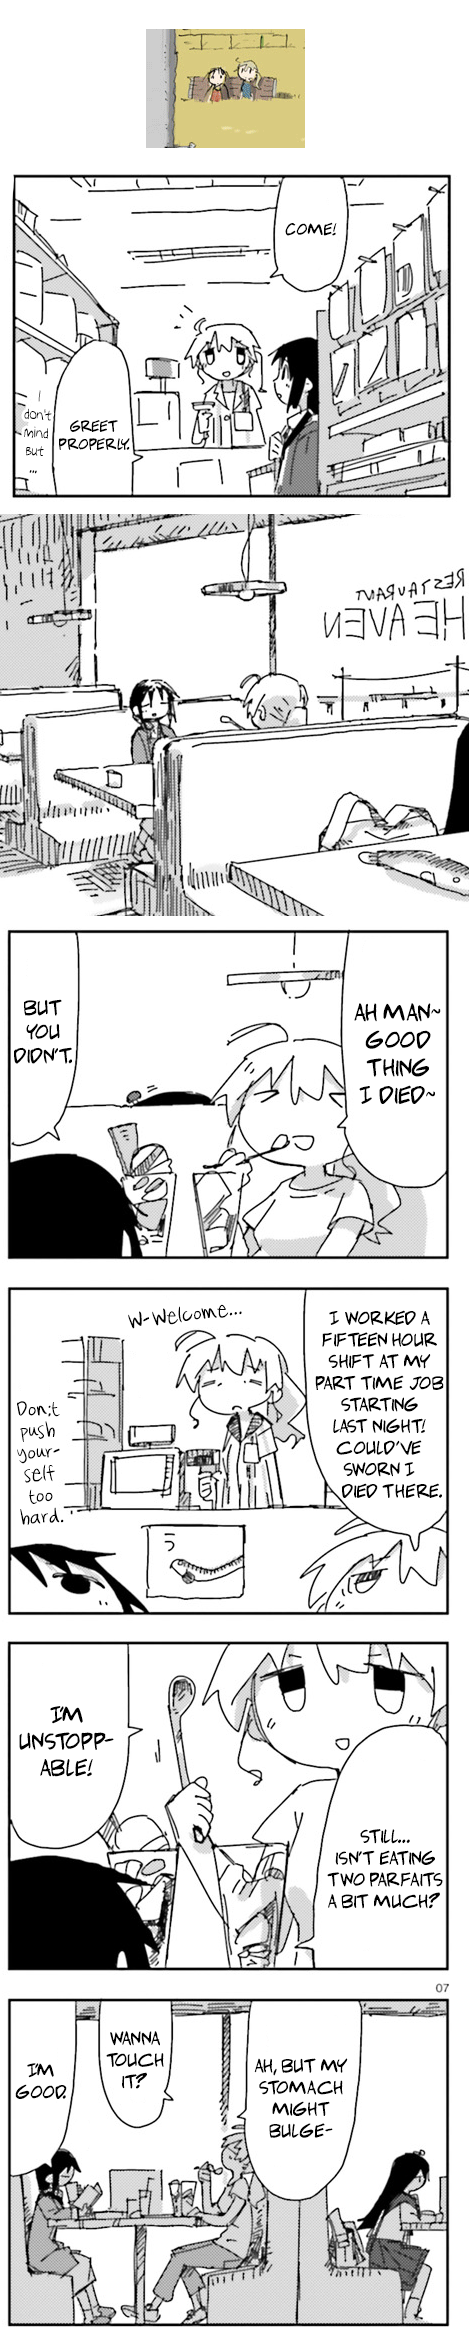 COME!
GREET
PROPERLY.
I
don't
mind
But
...
RESTAURANT
HEAVEN
AH MAN~
GOOD
THING
I DIED~
BUT
YOU
DIDN'T.
I WORKED A
FIFTEEN HOUR
SHIFT AT MY
PART TIME JOB
STARTING
LAST NIGHT!
COULD'VE
SWORN I
DIED THERE.
W-Welcome...
Don;t
push
your-
self
too
hard.
う
I'M
UNSTOPP-
ABLE!
STILL...
ISN'T EATING
TWO PARFAITS
A BIT MUCH?
07
AH, BUT MY
STOMACH
MIGHT
BULGE-
WANNA
TOUCH
IT?
I'M
GOOD.